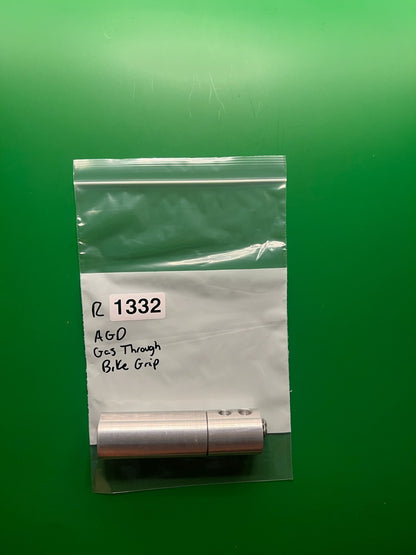 R 1332
AGD
Gas Through
Bike Grip